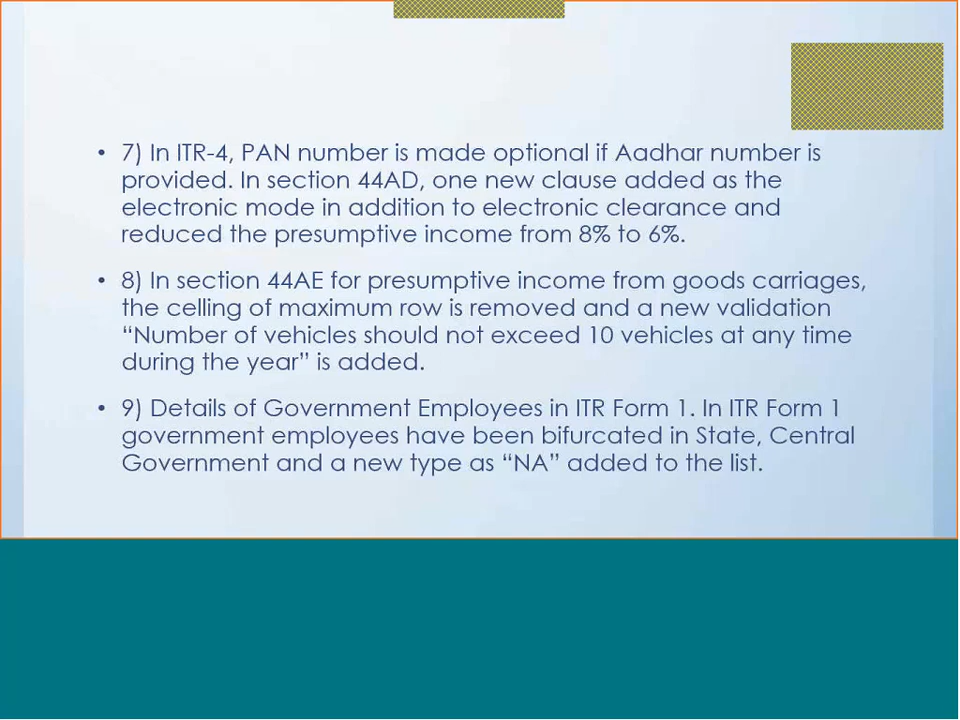 • 7) In ITR-4, PAN number is made optional if Aadhar number is
provided. In section 44AD, one new clause added as the
electronic mode in addition to electronic clearance and
reduced the presumptive income from 8% to 6%.
• 8) In section 44AE for presumptive income from goods carriages,
the celling of maximum row is removed and a new validation
“Number of vehicles should not exceed 10 vehicles at any time
during the year” is added.
• 9) Details of Government Employees in ITR Form 1. In ITR Form 1
government employees have been bifurcated in State, Central
Government and a new type as “NA” added to the list.